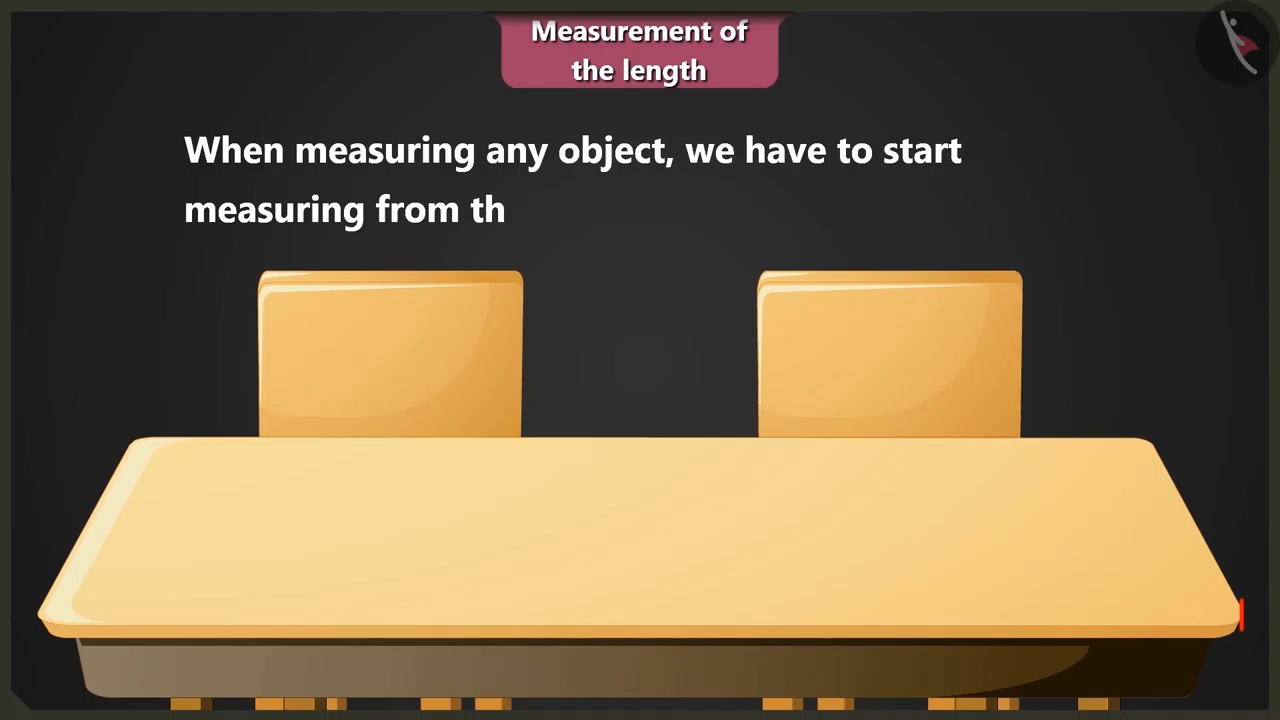 Measurement of
the length
When measuring any object, we have to start
measuring from th